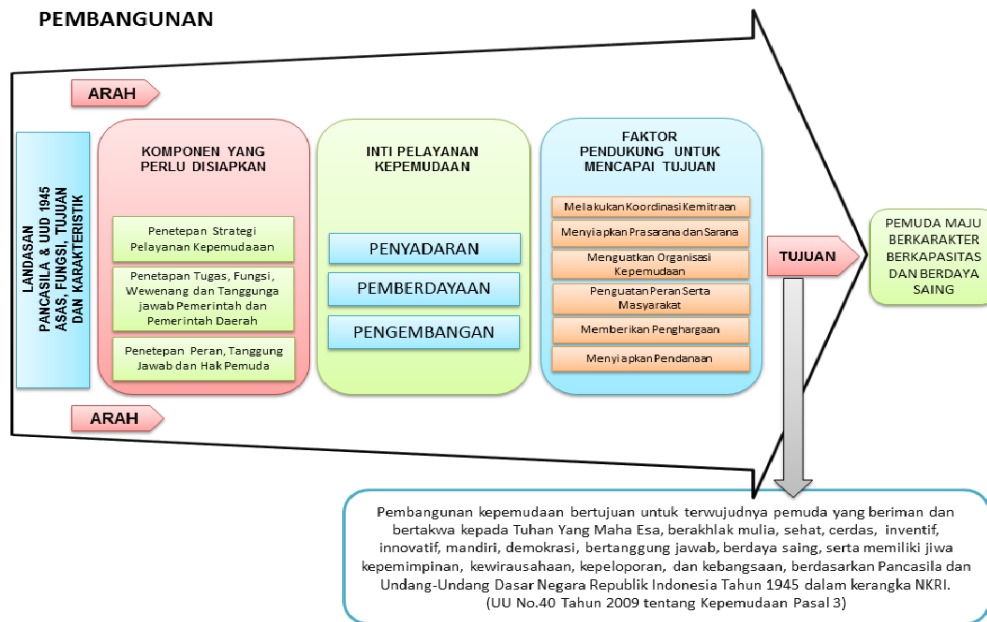 PEMBANGUNAN
ARAH
LANDASAN
PANCASILA & UUD 1945
ASAS, FUNGSI, TUJUAN
DAN KARAKTERISTIK
KOMPONEN YANG
PERLU DISIAPKAN
Penetepan Strategi
Pelayanan Kepemudaaan
Penetapan Tugas, Fungsi,
Wewenang dan Tanggunga
jawab Pemerintah dan
Pemerintah Daerah
Penetepan Peran, Tanggung
Jawab dan Hak Pemuda
INTI PELAYANAN
KEPEMUDAAN
PENYADARAN
PEMBERDAYAAN
PENGEMBANGAN
FAKTOR
PENDUKUNG UNTUK
MENCAPAI TUJUAN
Mellakukan Koordinasi Kemitraan
Menyiapkan Prasarana dan Sarana
Menguatkan Organisasi
Kepemudaan
Penguatan Peran Serta
Masyarakat
Memberikan Penghargaan
Menyiapkan Pendanaan
TUJUAN
PEMUDA MAJU
BERKARAKTER
BERKAPASITAS
DAN BERDAYA
SAING
ARAH
Pembangunan kepemudaan bertujuan untuk terwujudnya pemuda yang beriman dan
bertakwa kepada Tuhan Yang Maha Esa, berakhlak mulia, sehat, cerdas, inventif,
innovatif, mandiri, demokrasi, bertanggung jawab, berdaya saing, serta memiliki jiwa
kepemimpinan, kewirausahaan, kepeloporan, dan kebangsaan, berdasarkan Pancasila dan
Undang-Undang Dasar Negara Republik Indonesia Tahun 1945 dalam kerangka NKRI.
(UU No.40 Tahun 2009 tentang Kepemudaan Pasal 3)